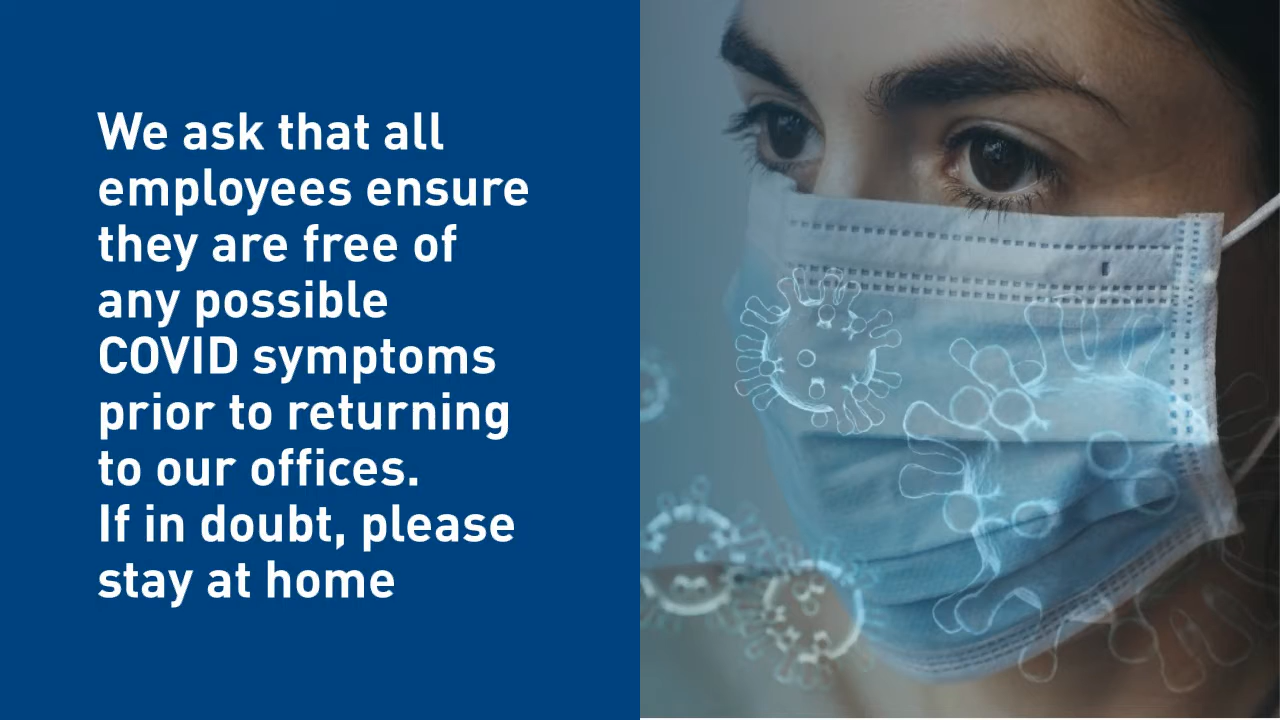 We ask that all
employees ensure
they are free of
any possible
COVID symptoms
prior to returning
to our offices.
If in doubt, please
stay at home